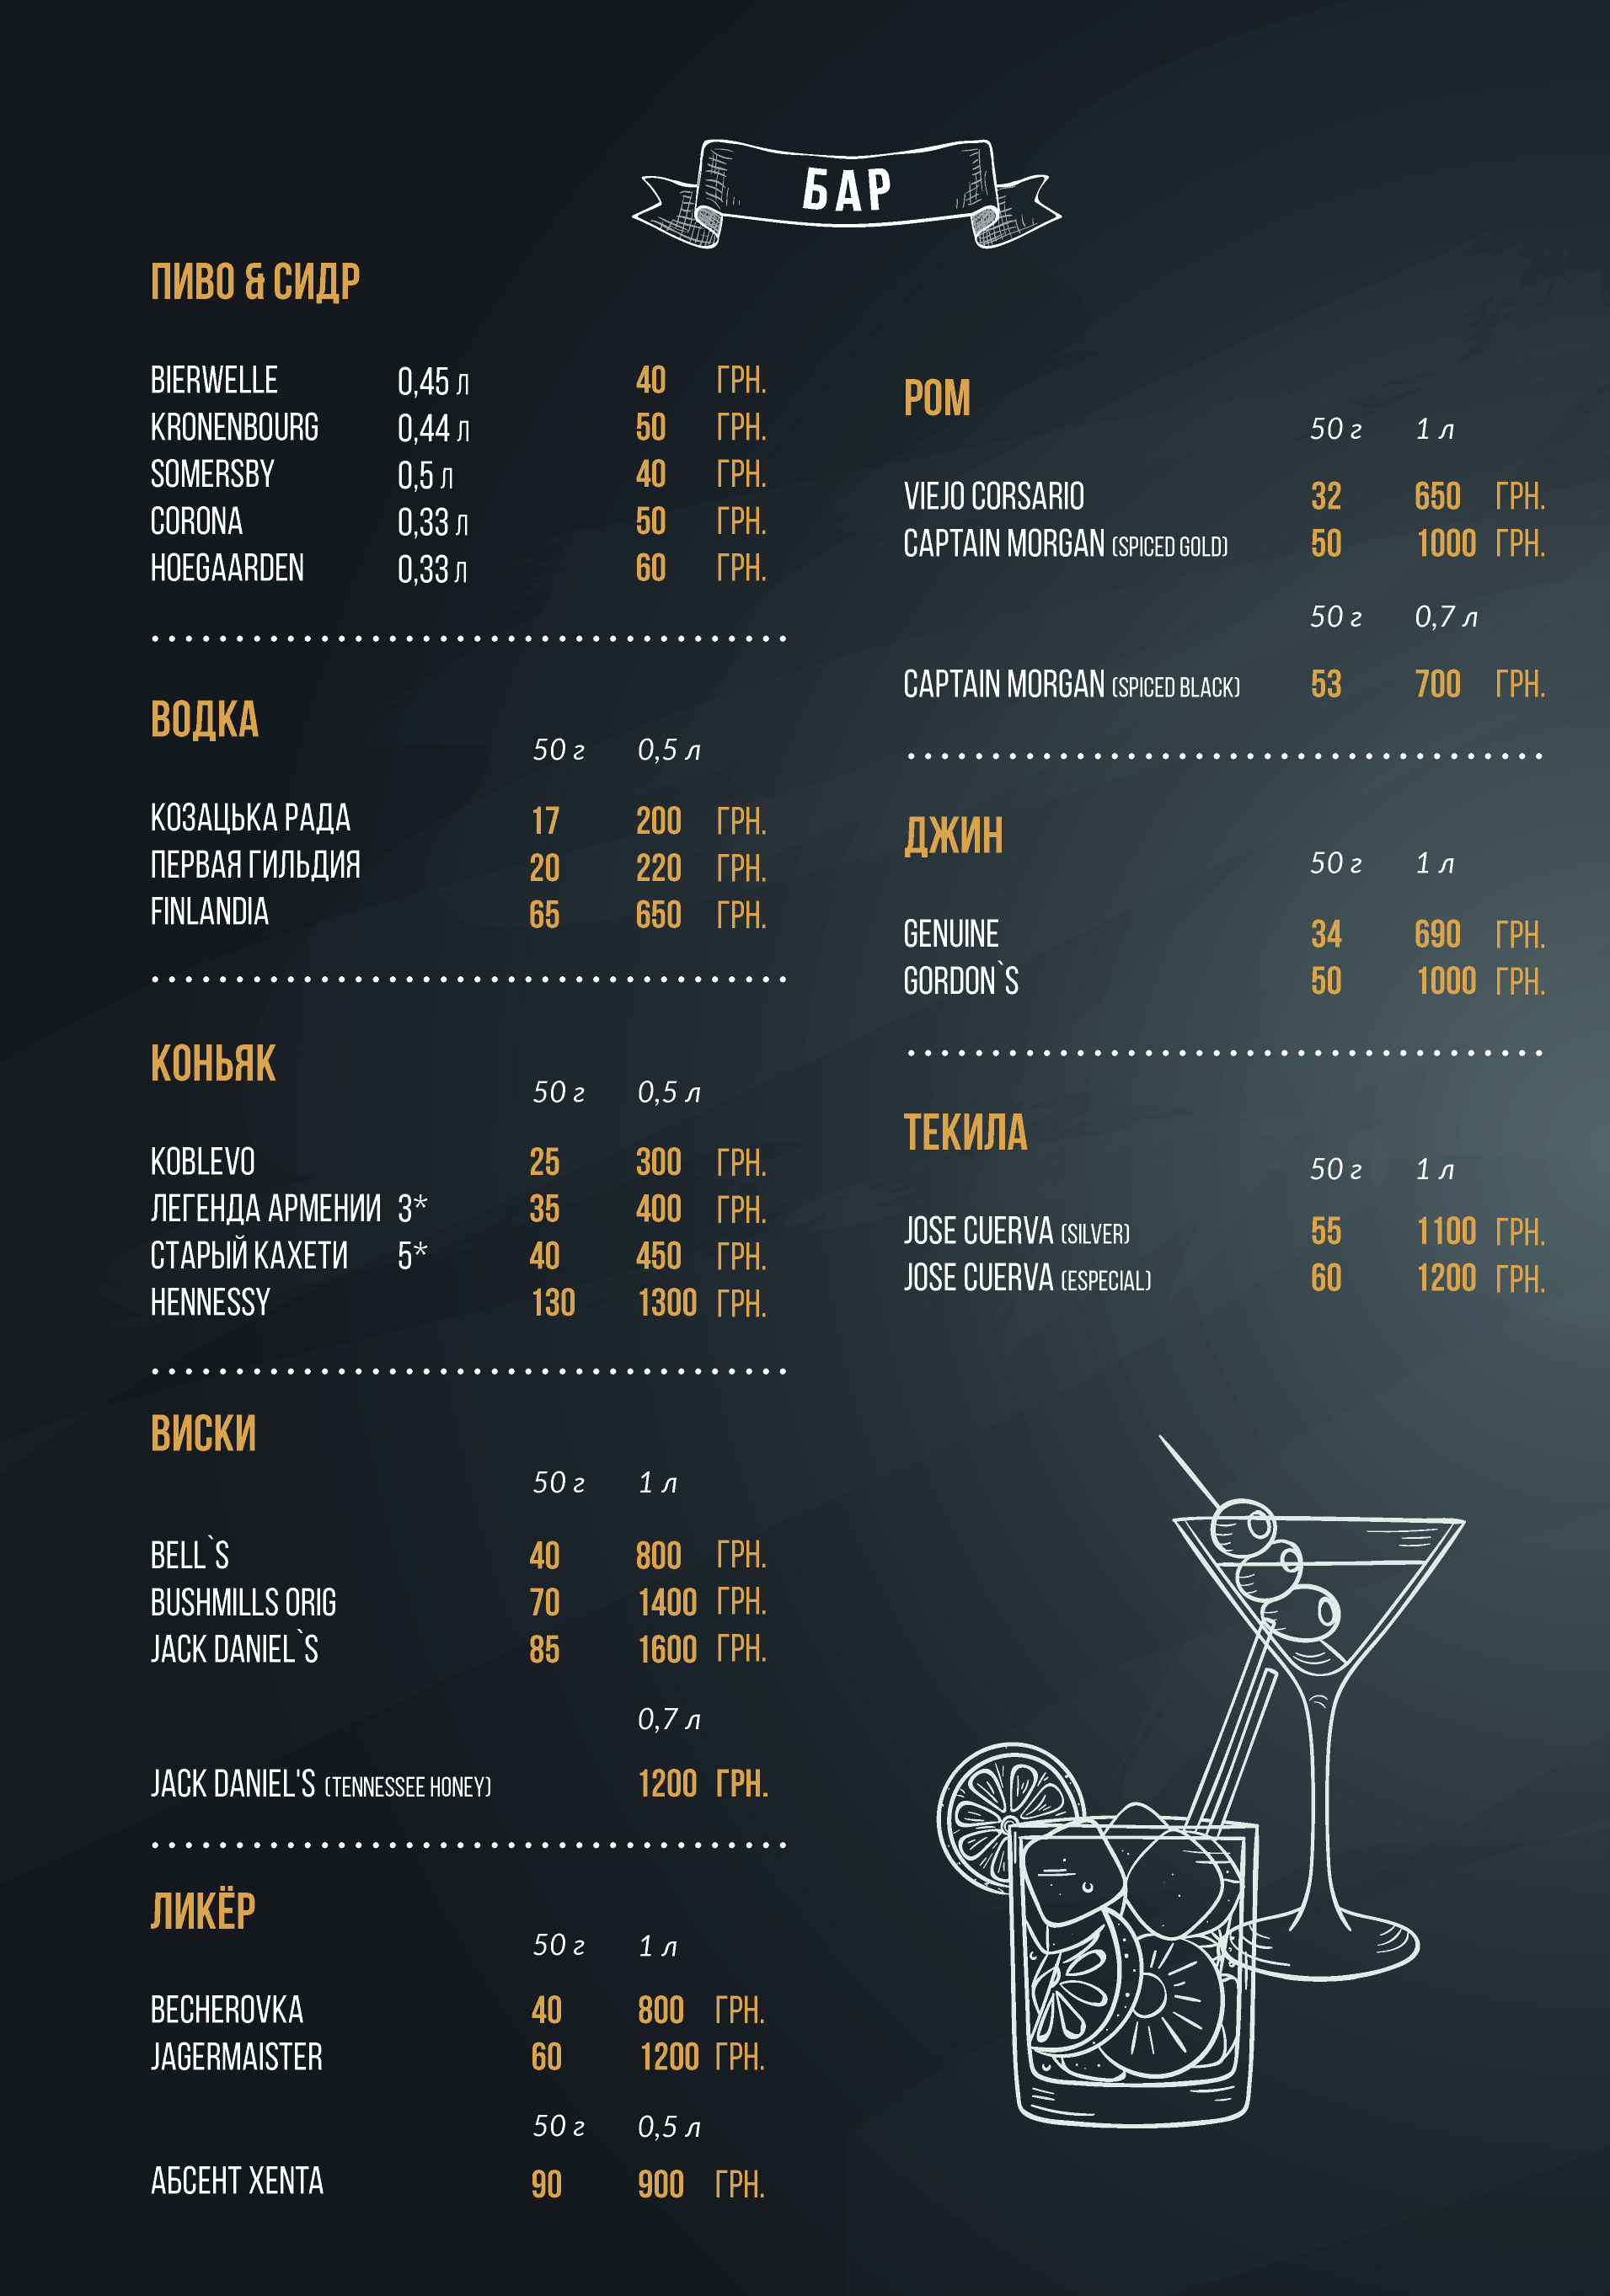 БАР
ПИВО & СИДР
BIERWELLE 0,45 л 40 ГРН.
KRONENBOURG 0,44 л 50 ГРН.
SOMERSBY 0,5 л 40 ГРН.
CORONA 0,33 л 50 ГРН.
HOEGAARDEN 0,33 л 60 ГРН.
ВОДКА
50 г 0,5 л
КОЗАЦЬКА РАДА 17 200 ГРН.
ПЕРВАЯ ГИЛЬДИЯ 20 220 ГРН.
FINLANDIA 65 650 ГРН.
КОНЬЯК
50 г 0,5 л
KOBLEVO 25 300 ГРН.
ЛЕГЕНДА АРМЕНИИ 3* 35 400 ГРН.
СТАРЫЙ КАХЕТИ 5* 40 450 ГРН.
HENNESSY 130 1300 ГРН.
ВИСКИ
50 г 1 л
BELL`S 40 800 ГРН.
BUSHMILLS ORIG 70 1400 ГРН.
JACK DANIEL`S 85 1600 ГРН.
0,7 л
JACK DANIEL'S (TENNESSEE HONEY) 1200 ГРН.
ЛИКЁР
50 г 1 л
BECHEROVKA 40 800 ГРН.
JAGERMAISTER 60 1200 ГРН.
50 г 0,5 л
АБСЕНТ XENTA 90 900 ГРН.
РОМ
50 г 1 л
VIEJO CORSARIO 32 650 ГРН.
CAPTAIN MORGAN (SPICED GOLD) 50 1000 ГРН.
50 г 0,7 л
CAPTAIN MORGAN (SPICED BLACK) 53 700 ГРН.
ДЖИН
50 г 1 л
GENUINE 34 690 ГРН.
GORDON`S 50 1000 ГРН.
ТЕКИЛА
50 г 1 л
JOSE CUERVA (SILVER) 55 1100 ГРН.
JOSE CUERVA (ESPECIAL) 60 1200 ГРН.